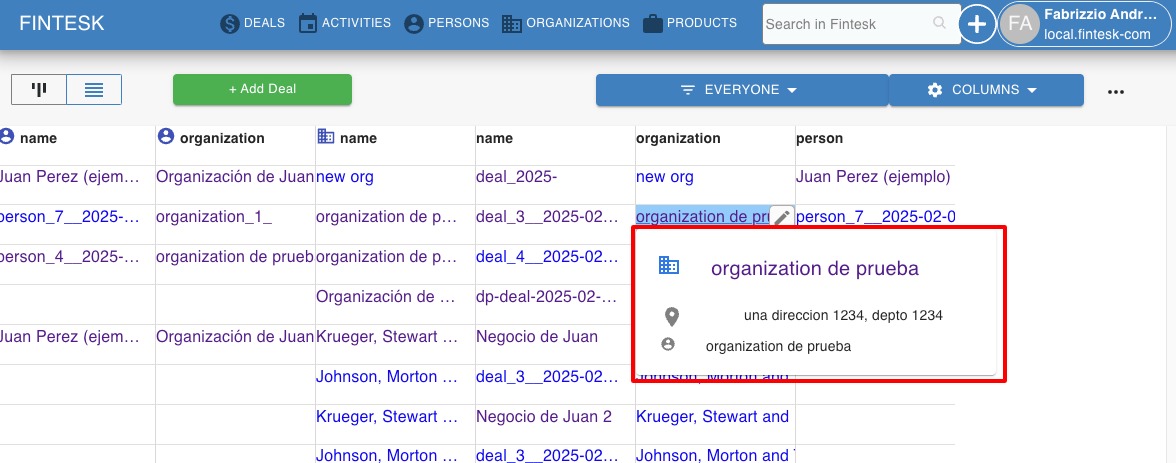 FINTESK DEALS ACTIVITIES PERSONS ORGANIZATIONS PRODUCTS Search in Fintesk FA Fabrizzio Andr...
local.fintesk-com
+ Add Deal EVERYONE COLUMNS
name organization name name organization person
Juan Perez (ejem... Organización de Juan new org deal_2025- new org Juan Perez (ejemplo)
person_7__2025-... organization_1_ organization de p... deal_3__2025-02... organization de pru person_7__2025-02-0
person_4__2025-... organization de prueb organization de p... deal_4__2025-02...
organization de prueba
Organización de ... dp-deal-2025-02-...
una direccion 1234, depto 1234
Juan Perez (ejem... Organización de Juan Krueger, Stewart ... Negocio de Juan
organization de prueba
Johnson, Morton ... deal_3__2025-02... Johnson, Morton and
Krueger, Stewart ... Negocio de Juan 2 Krueger, Stewart and
Johnson, Morton ... deal_3__2025-02... Johnson, Morton and